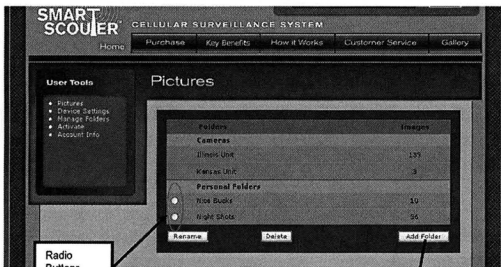 SMART
SCOUTER CELLULAR SURVEILLANCE SYSTEM
Home Purchase Key Benefits How it Works Customer Service Gallery
User Tools
Pictures
Device Settings
Manage Folders
Activate
Account Info
Pictures
Folders Images
Cameras
Illinois Unit
Kansas Unit 3
Personal Folders
Nice Bucks 10
Night Shots 36
Rename Delete Add Folder
Radio